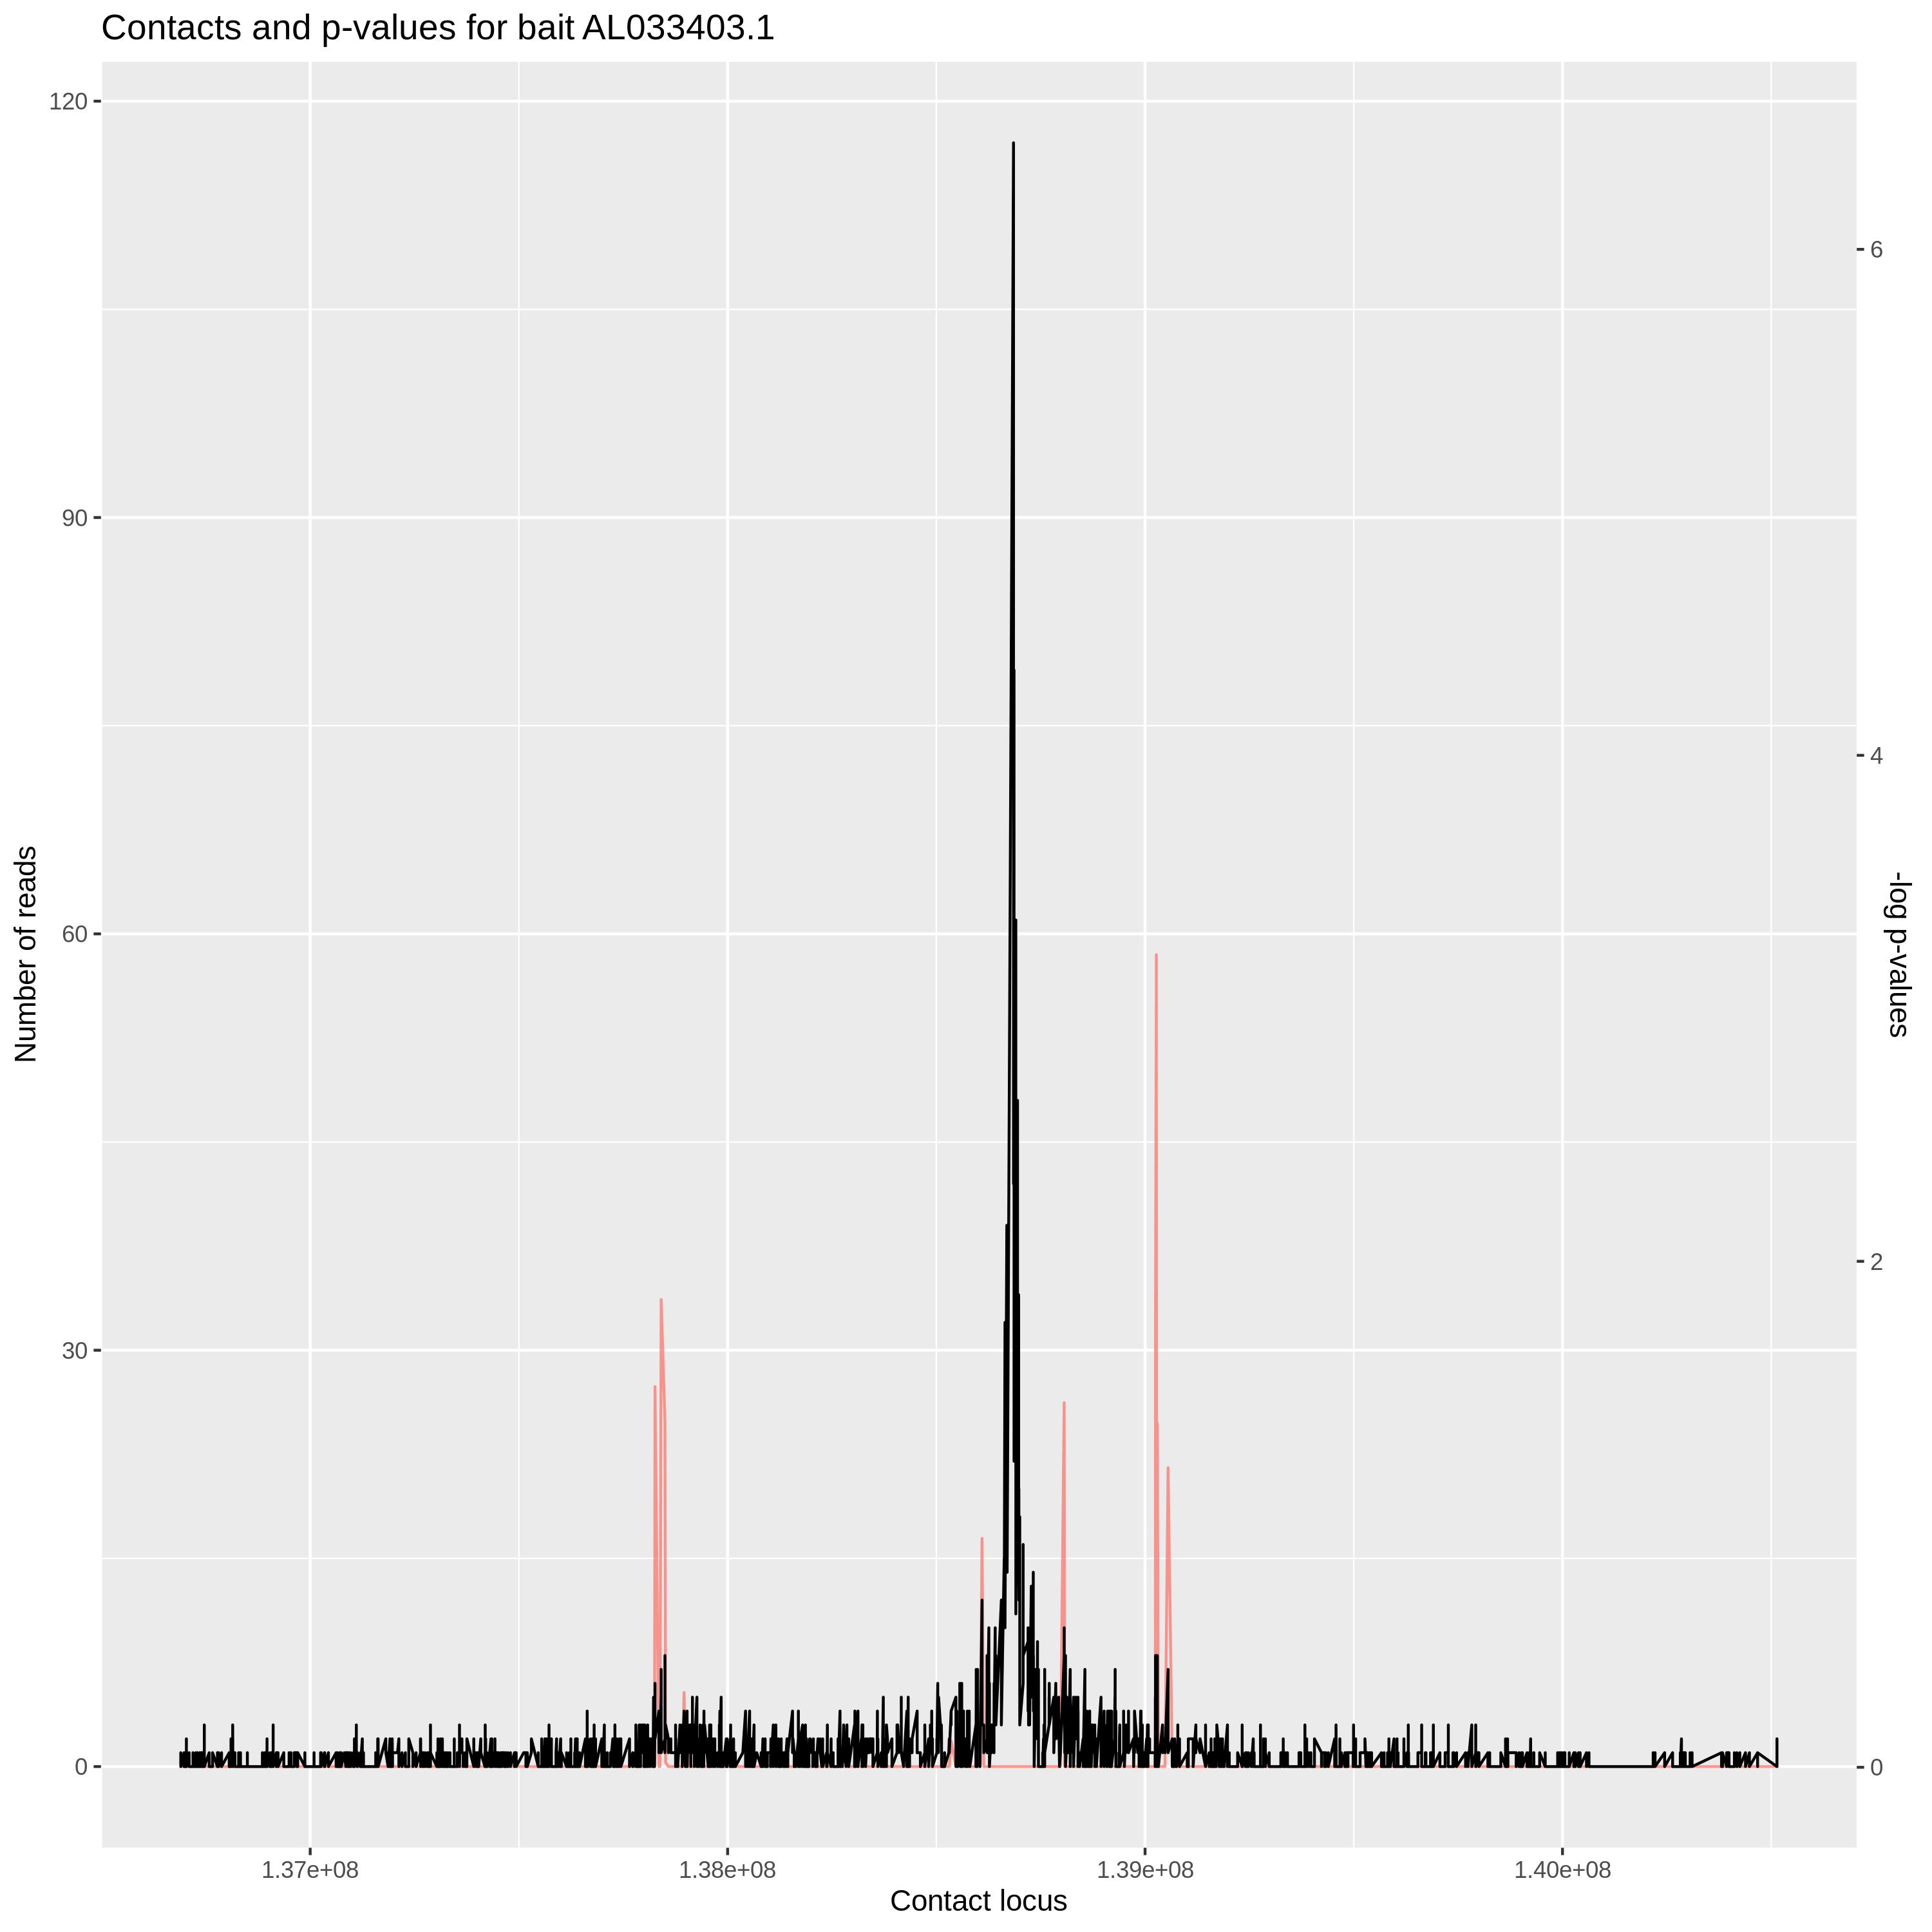 Contacts and p-values for bait AL033403.1
120
90
60
30
0
Number of reads
6
4
2
0
-log p-values
1.37e+08
1.38e+08
1.39e+08
1.40e+08
Contact locus